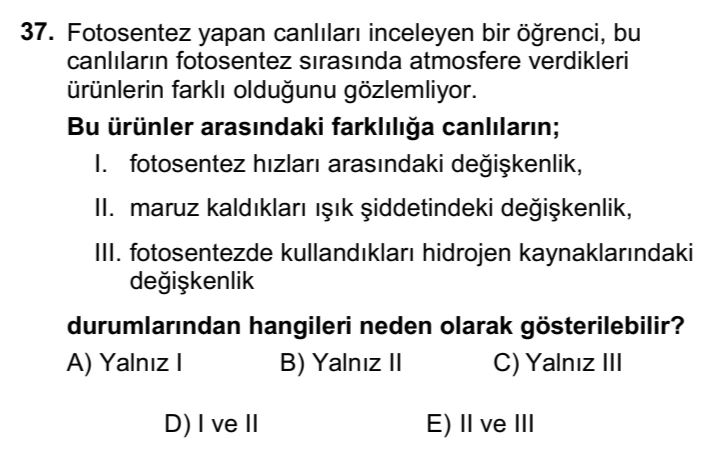 37. Fotosentez yapan canlıları inceleyen bir öğrenci, bu
canlıların fotosentez sırasında atmosfere verdikleri
ürünlerin farklı olduğunu gözlemliyor.
Bu ürünler arasındaki farklılığa canlıların;
I. fotosentez hızları arasındaki değişkenlik,
II. maruz kaldıkları ışık şiddetindeki değişkenlik,
III. fotosentezde kullandıkları hidrojen kaynaklarındaki
değişkenlik
durumlarından hangileri neden olarak gösterilebilir?
A) Yalnız I B) Yalnız II C) Yalnız III
D) I ve II E) II ve III